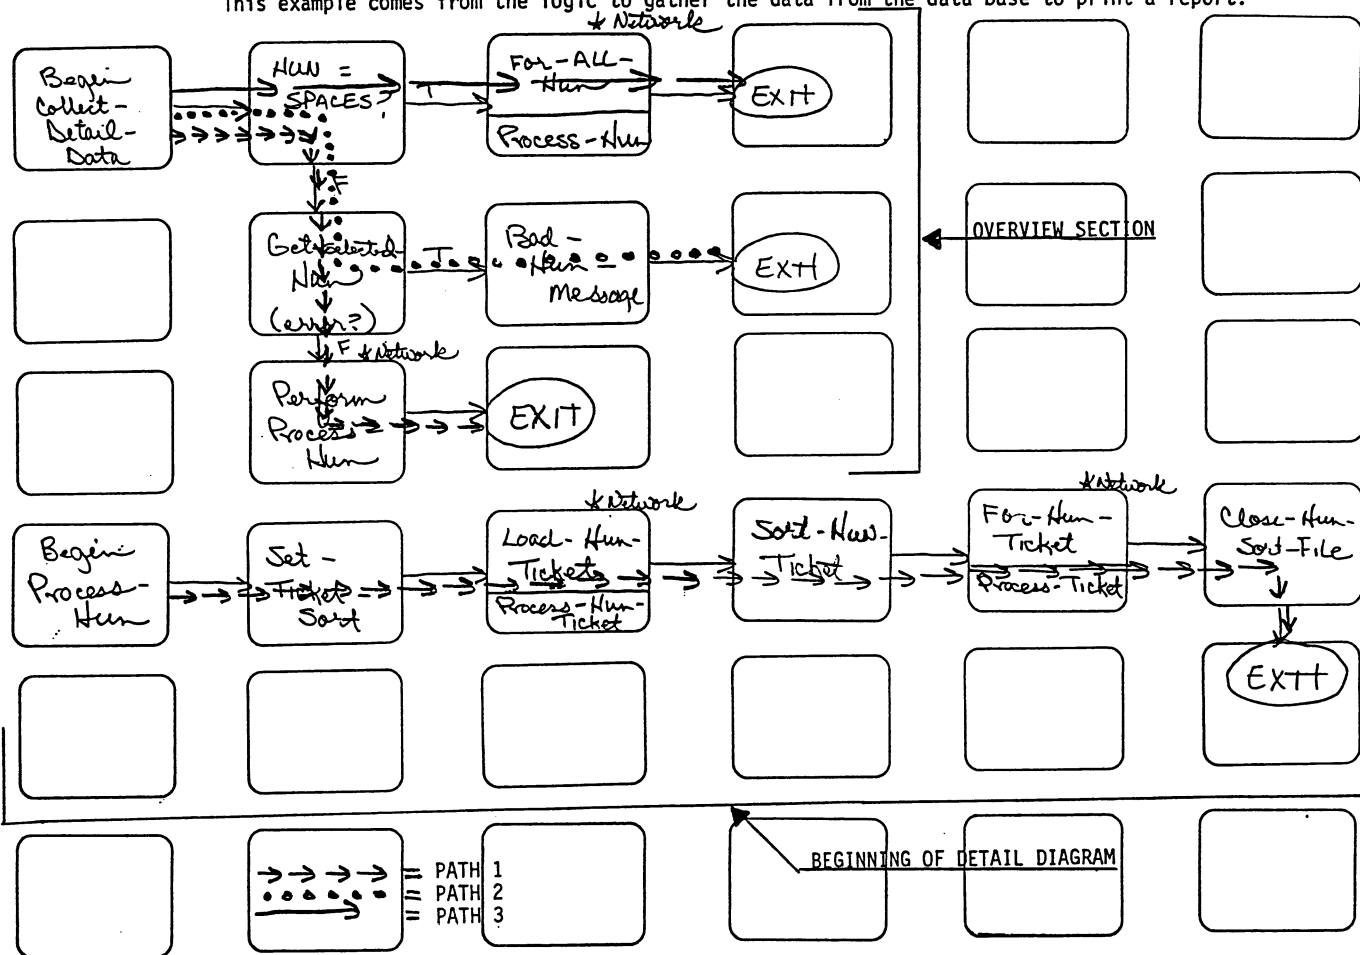 This example comes from the logic to gather the data from the data base to print a report.
* Network
Begin
Collect-
Detail-
Data
HUN =
SPACES?
T
For-ALL-
Hun
Process-Hun
EXIT
F
OVERVIEW SECTION
Get selected
Hun
(error?)
T
Bad-
Hun-
Message
EXIT
F * Network
Perform
Process-
Hun
EXIT
* Network
* Network
Begin
Process-
Hun
Set-
Ticket-
Sort
Load-Hun-
Tickets
Process-Hun-
Ticket
Sort-Hun-
Ticket
For-Hun-
Ticket
Process-Ticket
Close-Hun-
Sort-File
EXIT
BEGINNING OF DETAIL DIAGRAM
= PATH 1
= PATH 2
= PATH 3